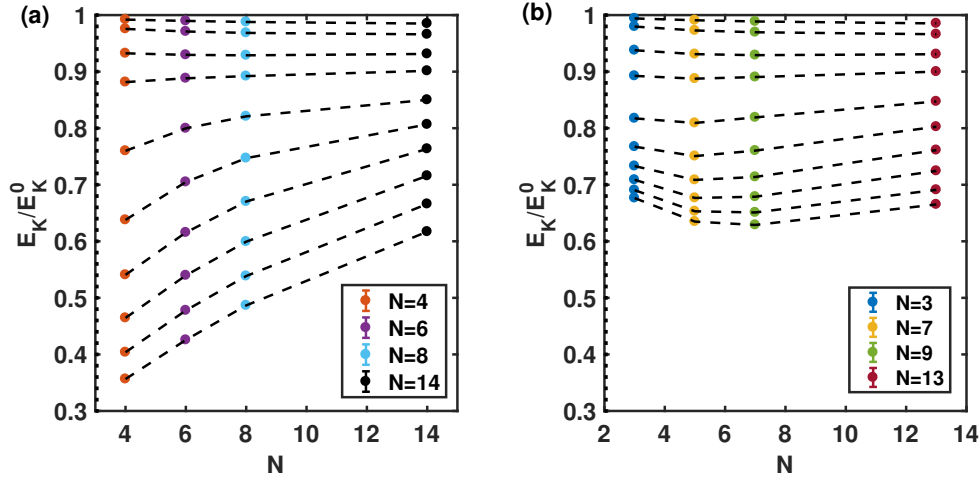 (a)
1
0.9
0.8
0.7
0.6
0.5
0.4
0.3
E_K/E_K^0
4 6 8 10 12 14
N
N=4
N=6
N=8
N=14
(b)
1
0.9
0.8
0.7
0.6
0.5
0.4
0.3
E_K/E_K^0
2 4 6 8 10 12 14
N
N=3
N=7
N=9
N=13